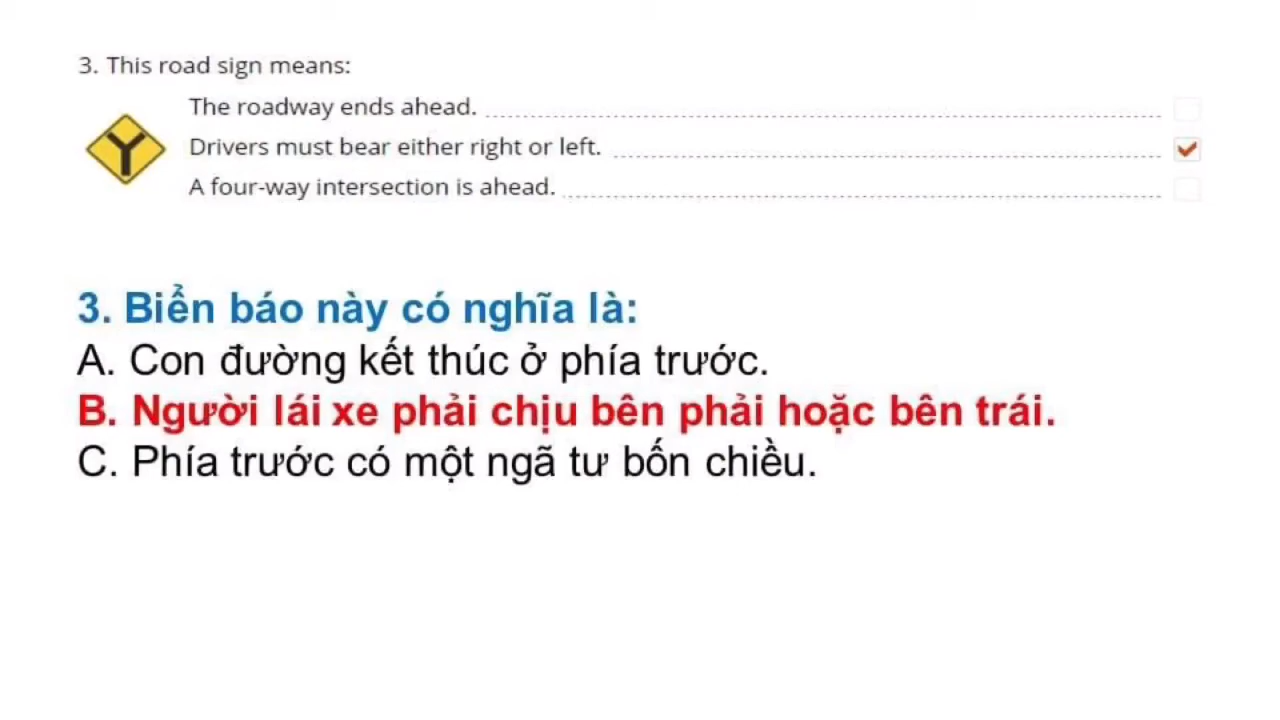 3. This road sign means:
The roadway ends ahead.
Drivers must bear either right or left.
A four-way intersection is ahead.
3. Biển báo này có nghĩa là:
A. Con đường kết thúc ở phía trước.
B. Người lái xe phải chịu bên phải hoặc bên trái.
C. Phía trước có một ngã tư bốn chiều.